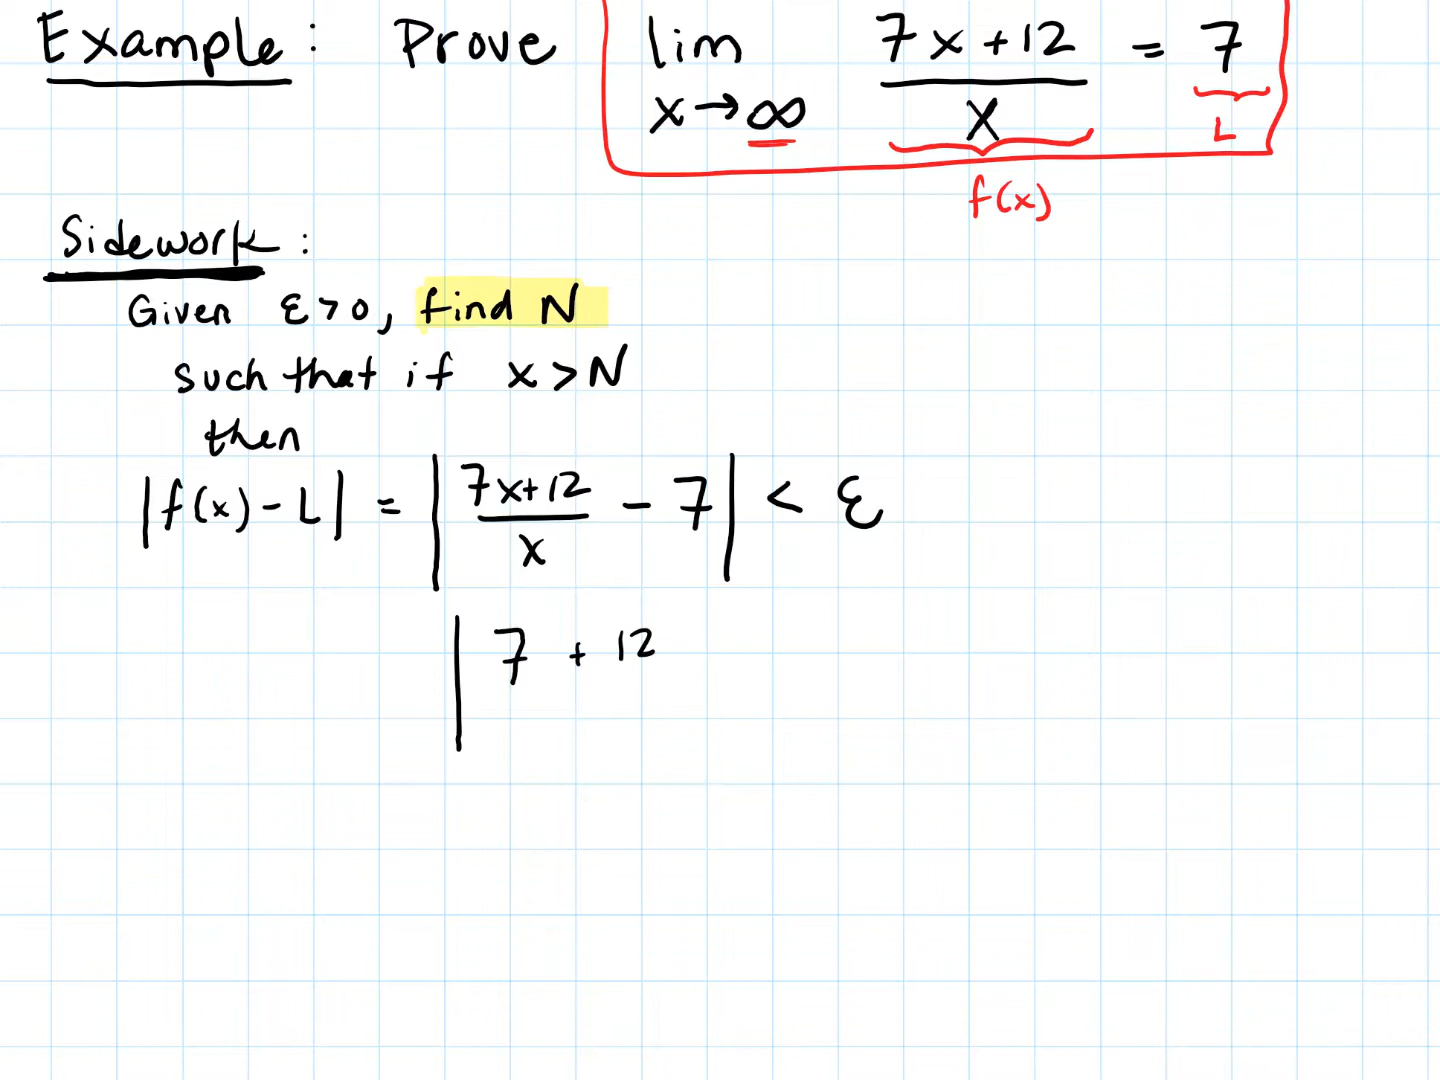 Example: Prove lim x→∞ (7x+12)/x = 7
L
f(x)
Sidework:
Given ε>0, find N
such that if x>N
then
|f(x)-L| = |(7x+12)/x - 7| < ε
|7 + 12